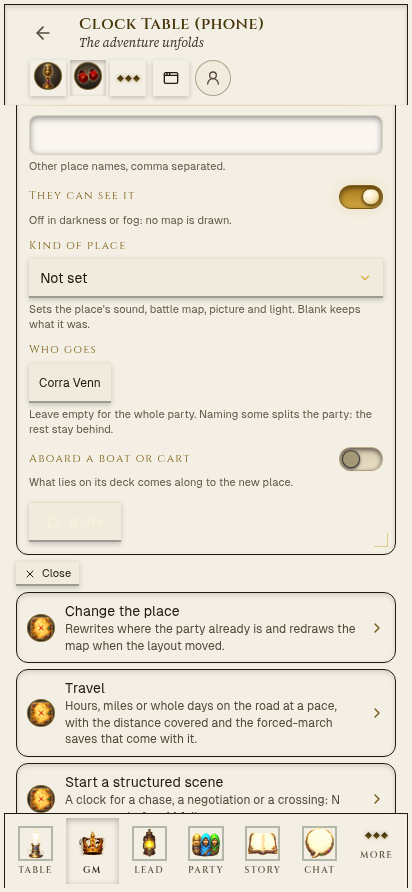 Clock Table (phone)
The adventure unfolds
Other place names, comma separated.
They can see it
Off in darkness or fog: no map is drawn.
Kind of place
Not set
Sets the place's sound, battle map, picture and light. Blank keeps
what it was.
Who goes
Corra Venn
Leave empty for the whole party. Naming some splits the party: the
rest stay behind.
Aboard a boat or cart
What lies on its deck comes along to the new place.
Run
Close
Change the place
Rewrites where the party already is and redraws the
map when the layout moved.
Travel
Hours, miles or whole days on the road at a pace,
with the distance covered and the forced-march
saves that come with it.
Start a structured scene
A clock for a chase, a negotiation or a crossing: N
TABLE
GM
LEAD
PARTY
STORY
CHAT
MORE